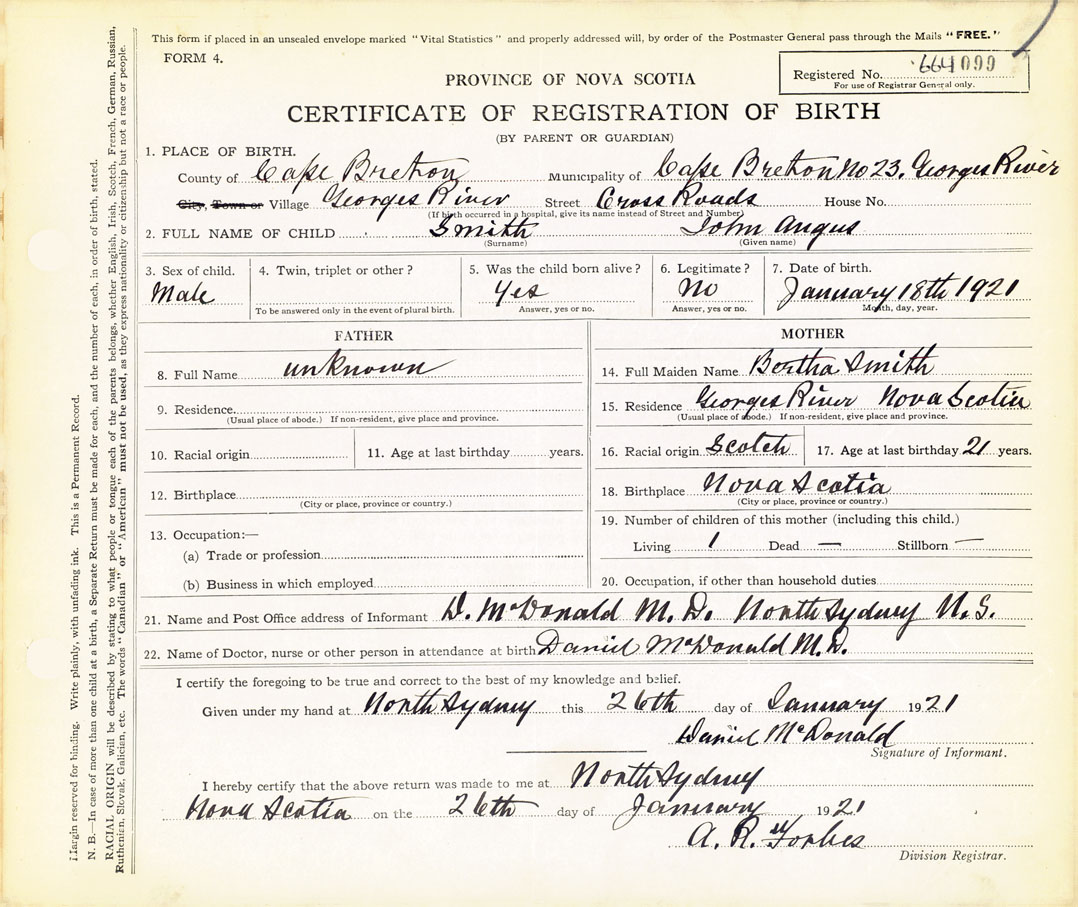 This form if placed in an unsealed envelope marked "Vital Statistics" and properly addressed will, by order of the Postmaster General pass through the Mails "FREE."
FORM 4.
Registered No. 664099
For use of Registrar General only.
PROVINCE OF NOVA SCOTIA
CERTIFICATE OF REGISTRATION OF BIRTH
(BY PARENT OR GUARDIAN)
1. PLACE OF BIRTH.
County of Cape Bretron Municipality of Cape Bretron No 23. Georges River
City, Town or Village Georges River Street Cross Roads House No.
(If birth occurred in a hospital, give its name instead of Street and Number)
2. FULL NAME OF CHILD Smith John Angus
(Surname) (Given name)
3. Sex of child. 4. Twin, triplet or other? 5. Was the child born alive? 6. Legitimate? 7. Date of birth.
Male Yes No January 18th 1921
To be answered only in the event of plural birth. Answer, yes or no. Answer, yes or no. Month, day, year.
FATHER MOTHER
8. Full Name unknown
14. Full Maiden Name Bertha Smith
9. Residence
15. Residence Georges River Nova Scotia
(Usual place of abode.) If non-resident, give place and province. (Usual place of abode.) If non-resident, give place and province.
10. Racial origin 11. Age at last birthday years.
16. Racial origin Scotch 17. Age at last birthday 21 years.
12. Birthplace
(City or place, province or country.)
18. Birthplace Nova Scotia
(City or place, province or country.)
13. Occupation:—
19. Number of children of this mother (including this child.)
(a) Trade or profession
Living 1 Dead — Stillborn —
(b) Business in which employed
20. Occupation, if other than household duties
21. Name and Post Office address of Informant D. McDonald M.D. North Sydney N.S.
22. Name of Doctor, nurse or other person in attendance at birth Daniel McDonald M.D.
I certify the foregoing to be true and correct to the best of my knowledge and belief.
Given under my hand at North Sydney this 26th day of January 1921
Daniel McDonald
Signature of Informant.
I hereby certify that the above return was made to me at North Sydney
Nova Scotia on the 26th day of January 1921
A. R. Forbes
Division Registrar.
Margin reserved for binding. Write plainly, with unfading ink. This is a Permanent Record.
N. B.—In case of more than one child at a birth, a Separate Return must be made for each, and the number of each, in order of birth, stated.
RACIAL ORIGIN will be described by stating to what people or tongue each of the parents belongs, whether English, Irish, Scotch, French, German, Russian,
Ruthenian, Slovak, Galician, etc. The words "Canadian" or "American" must not be used, as they express nationality or citizenship but not a race or people.